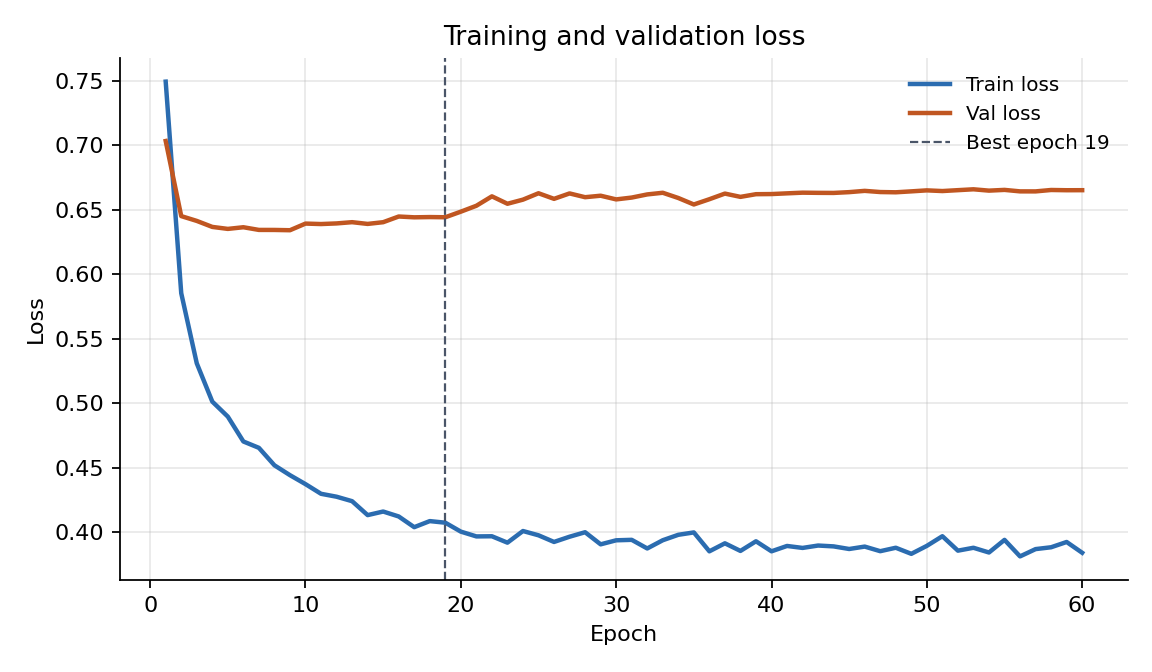 Training and validation loss
Train loss
Val loss
Best epoch 19
Loss
0.75
0.70
0.65
0.60
0.55
0.50
0.45
0.40
0 10 20 30 40 50 60
Epoch